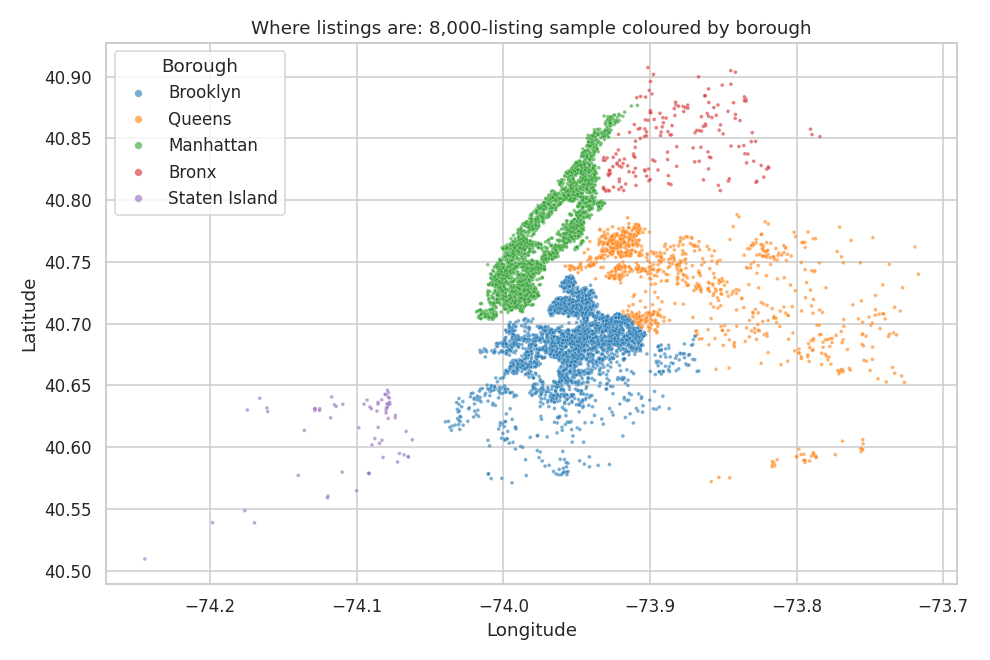 Where listings are: 8,000-listing sample coloured by borough
Borough
Brooklyn
Queens
Manhattan
Bronx
Staten Island
40.90
40.85
40.80
40.75
40.70
40.65
40.60
40.55
40.50
Latitude
−74.2 −74.1 −74.0 −73.9 −73.8 −73.7
Longitude